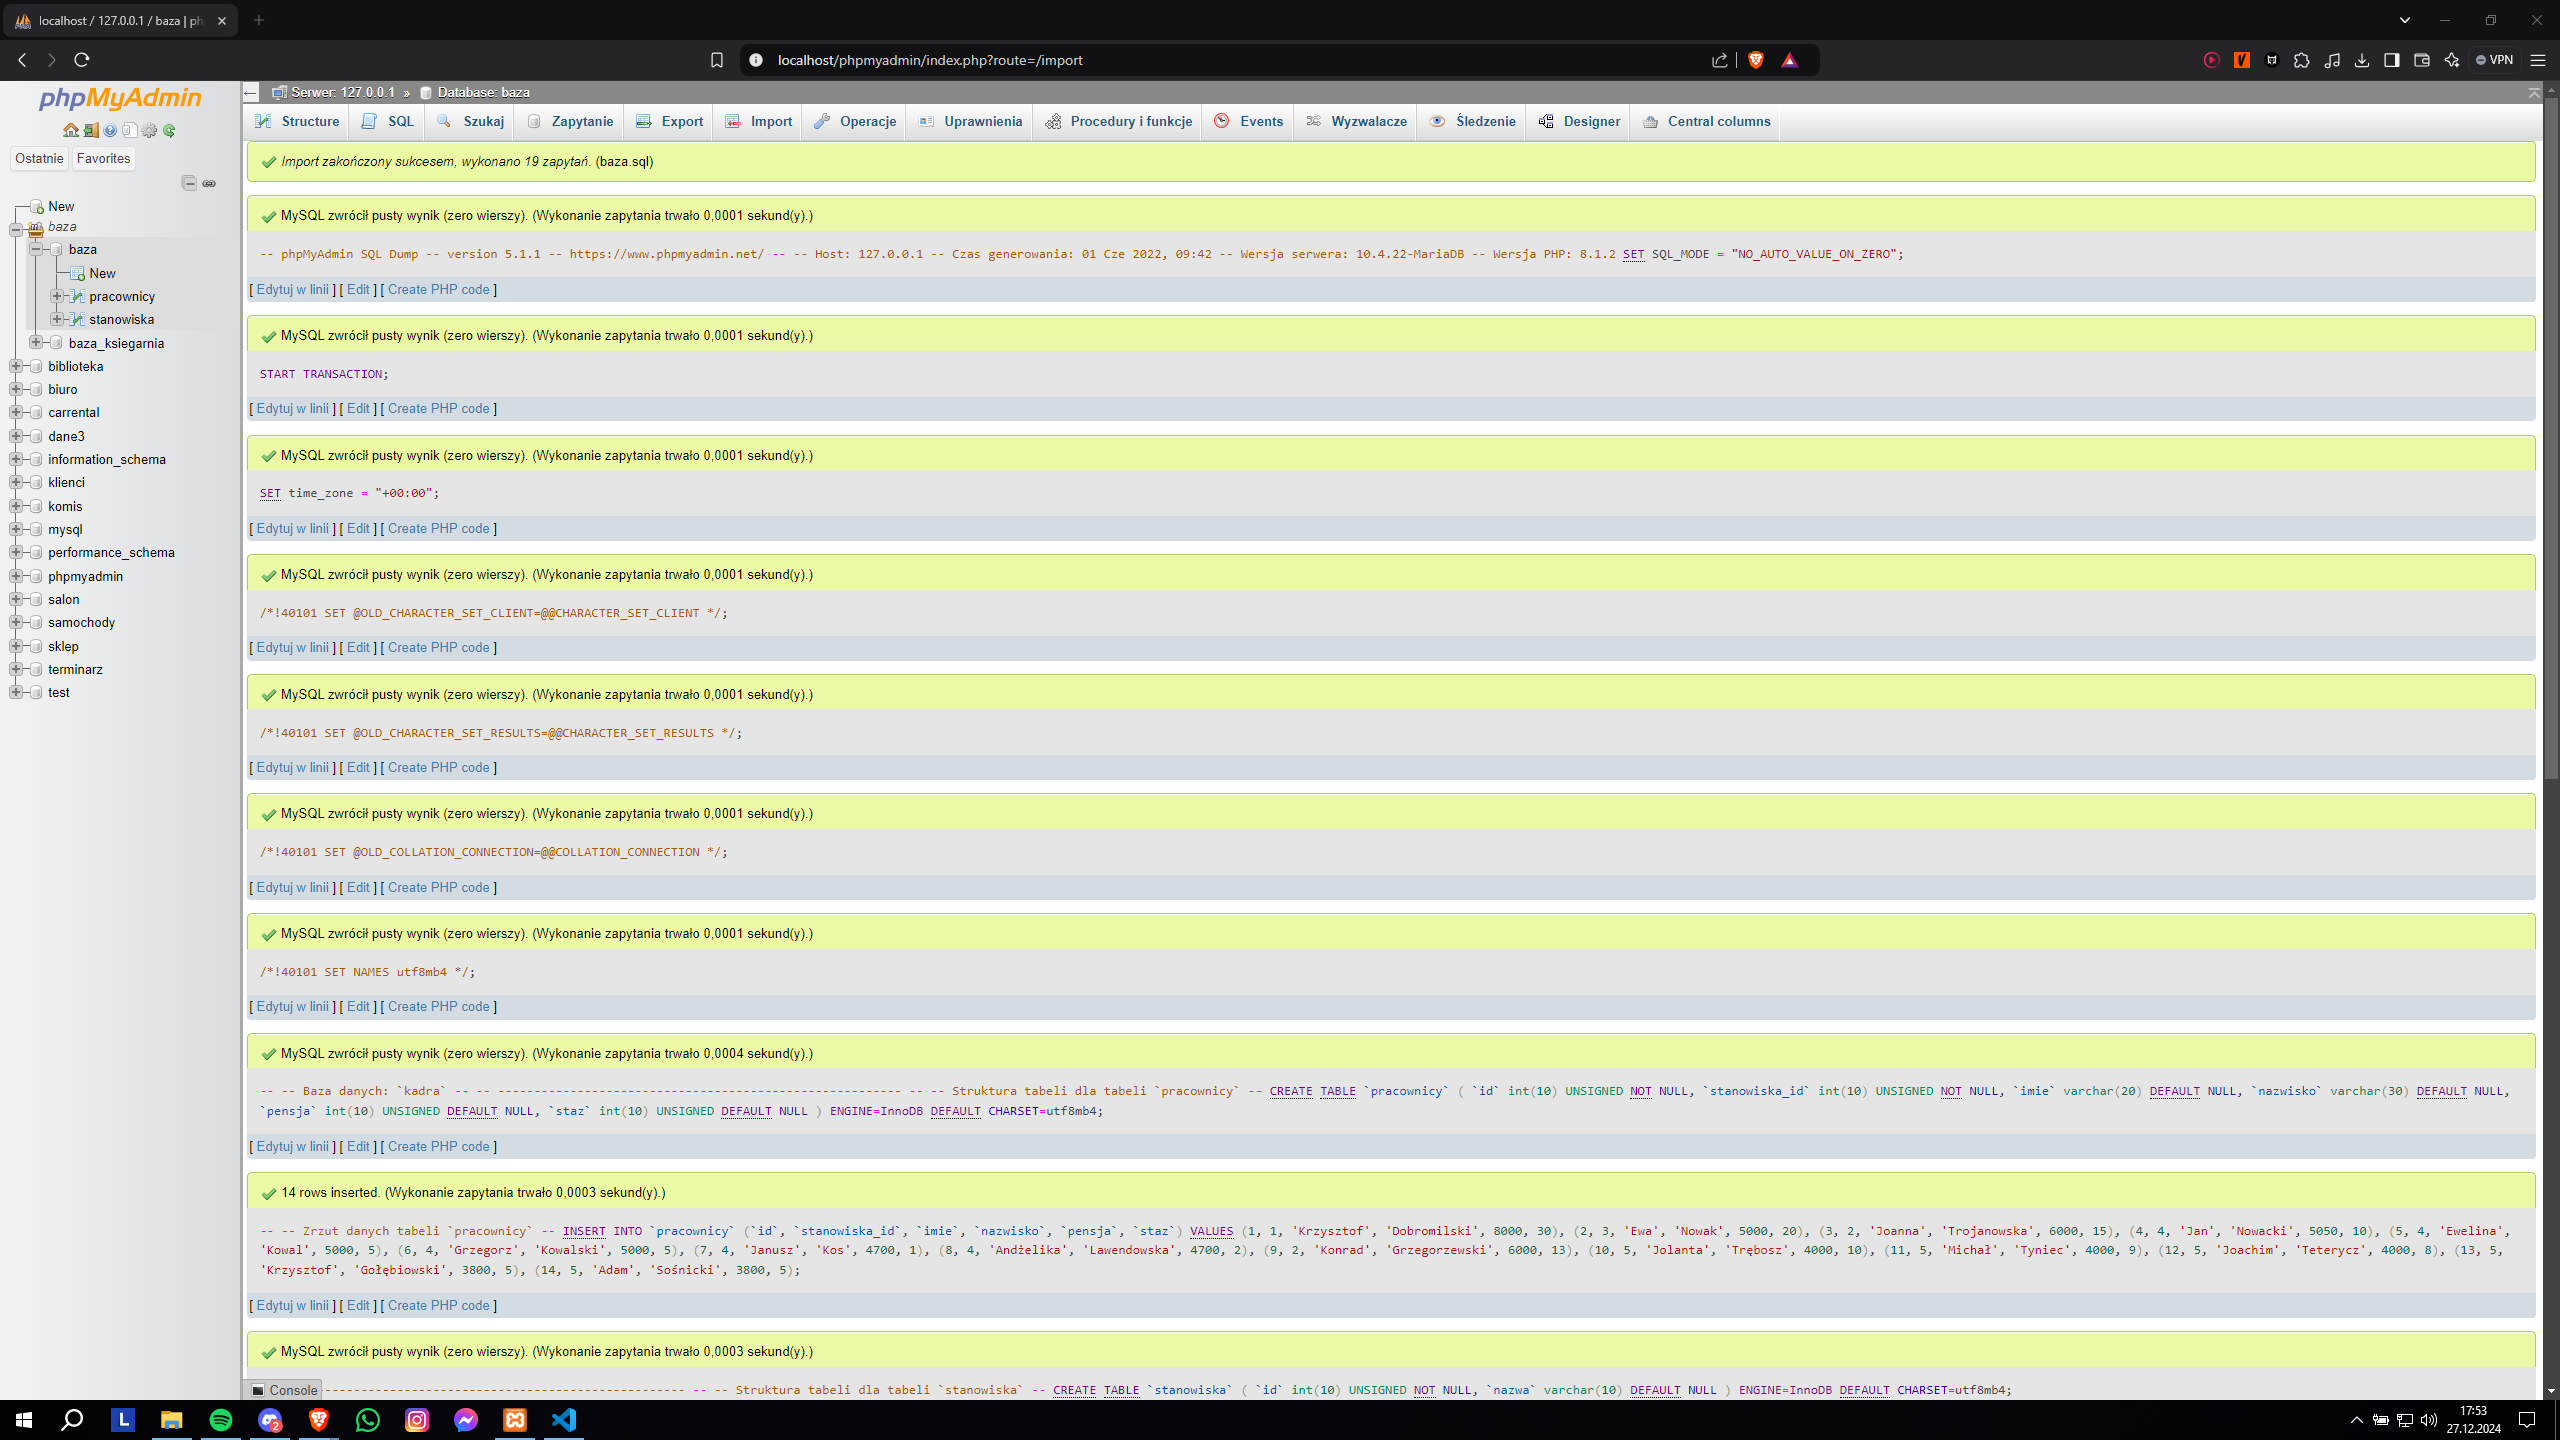 localhost / 127.0.0.1 / baza | ph
localhost/phpmyadmin/index.php?route=/import
VPN
phpMyAdmin
Ostatnie
Favorites
New
baza
baza
New
pracownicy
stanowiska
baza_ksiegarnia
biblioteka
biuro
carrental
dane3
information_schema
klienci
komis
mysql
performance_schema
phpmyadmin
salon
samochody
sklep
terminarz
test
Serwer: 127.0.0.1 » Database: baza
Structure SQL Szukaj Zapytanie Export Import Operacje Uprawnienia Procedury i funkcje Events Wyzwalacze Śledzenie Designer Central columns
Import zakończony sukcesem, wykonano 19 zapytań. (baza.sql)
MySQL zwrócił pusty wynik (zero wierszy). (Wykonanie zapytania trwało 0,0001 sekund(y).)
-- phpMyAdmin SQL Dump -- version 5.1.1 -- https://www.phpmyadmin.net/ -- -- Host: 127.0.0.1 -- Czas generowania: 01 Cze 2022, 09:42 -- Wersja serwera: 10.4.22-MariaDB -- Wersja PHP: 8.1.2 SET SQL_MODE = "NO_AUTO_VALUE_ON_ZERO";
[ Edytuj w linii ] [ Edit ] [ Create PHP code ]
MySQL zwrócił pusty wynik (zero wierszy). (Wykonanie zapytania trwało 0,0001 sekund(y).)
START TRANSACTION;
[ Edytuj w linii ] [ Edit ] [ Create PHP code ]
MySQL zwrócił pusty wynik (zero wierszy). (Wykonanie zapytania trwało 0,0001 sekund(y).)
SET time_zone = "+00:00";
[ Edytuj w linii ] [ Edit ] [ Create PHP code ]
MySQL zwrócił pusty wynik (zero wierszy). (Wykonanie zapytania trwało 0,0001 sekund(y).)
/*!40101 SET @OLD_CHARACTER_SET_CLIENT=@@CHARACTER_SET_CLIENT */;
[ Edytuj w linii ] [ Edit ] [ Create PHP code ]
MySQL zwrócił pusty wynik (zero wierszy). (Wykonanie zapytania trwało 0,0001 sekund(y).)
/*!40101 SET @OLD_CHARACTER_SET_RESULTS=@@CHARACTER_SET_RESULTS */;
[ Edytuj w linii ] [ Edit ] [ Create PHP code ]
MySQL zwrócił pusty wynik (zero wierszy). (Wykonanie zapytania trwało 0,0001 sekund(y).)
/*!40101 SET @OLD_COLLATION_CONNECTION=@@COLLATION_CONNECTION */;
[ Edytuj w linii ] [ Edit ] [ Create PHP code ]
MySQL zwrócił pusty wynik (zero wierszy). (Wykonanie zapytania trwało 0,0001 sekund(y).)
/*!40101 SET NAMES utf8mb4 */;
[ Edytuj w linii ] [ Edit ] [ Create PHP code ]
MySQL zwrócił pusty wynik (zero wierszy). (Wykonanie zapytania trwało 0,0004 sekund(y).)
-- -- Baza danych: `kadra` -- -- -------------------------------------------------------- -- -- Struktura tabeli dla tabeli `pracownicy` -- CREATE TABLE `pracownicy` ( `id` int(10) UNSIGNED NOT NULL, `stanowiska_id` int(10) UNSIGNED NOT NULL, `imie` varchar(20) DEFAULT NULL, `nazwisko` varchar(30) DEFAULT NULL,
`pensja` int(10) UNSIGNED DEFAULT NULL, `staz` int(10) UNSIGNED DEFAULT NULL ) ENGINE=InnoDB DEFAULT CHARSET=utf8mb4;
[ Edytuj w linii ] [ Edit ] [ Create PHP code ]
14 rows inserted. (Wykonanie zapytania trwało 0,0003 sekund(y).)
-- -- Zrzut danych tabeli `pracownicy` -- INSERT INTO `pracownicy` (`id`, `stanowiska_id`, `imie`, `nazwisko`, `pensja`, `staz`) VALUES (1, 1, 'Krzysztof', 'Dobromilski', 8000, 30), (2, 3, 'Ewa', 'Nowak', 5000, 20), (3, 2, 'Joanna', 'Trojanowska', 6000, 15), (4, 4, 'Jan', 'Nowacki', 5050, 10), (5, 4, 'Ewelina',
'Kowal', 5000, 5), (6, 4, 'Grzegorz', 'Kowalski', 5000, 5), (7, 4, 'Janusz', 'Kos', 4700, 1), (8, 4, 'Andżelika', 'Lawendowska', 4700, 2), (9, 2, 'Konrad', 'Grzegorzewski', 6000, 13), (10, 5, 'Jolanta', 'Trębosz', 4000, 10), (11, 5, 'Michał', 'Tyniec', 4000, 9), (12, 5, 'Joachim', 'Teterycz', 4000, 8), (13, 5,
'Krzysztof', 'Gołębiowski', 3800, 5), (14, 5, 'Adam', 'Sośnicki', 3800, 5);
[ Edytuj w linii ] [ Edit ] [ Create PHP code ]
MySQL zwrócił pusty wynik (zero wierszy). (Wykonanie zapytania trwało 0,0003 sekund(y).)
Console -------------------------------------------------- -- -- Struktura tabeli dla tabeli `stanowiska` -- CREATE TABLE `stanowiska` ( `id` int(10) UNSIGNED NOT NULL, `nazwa` varchar(10) DEFAULT NULL ) ENGINE=InnoDB DEFAULT CHARSET=utf8mb4;
L
2
17:53
27.12.2024